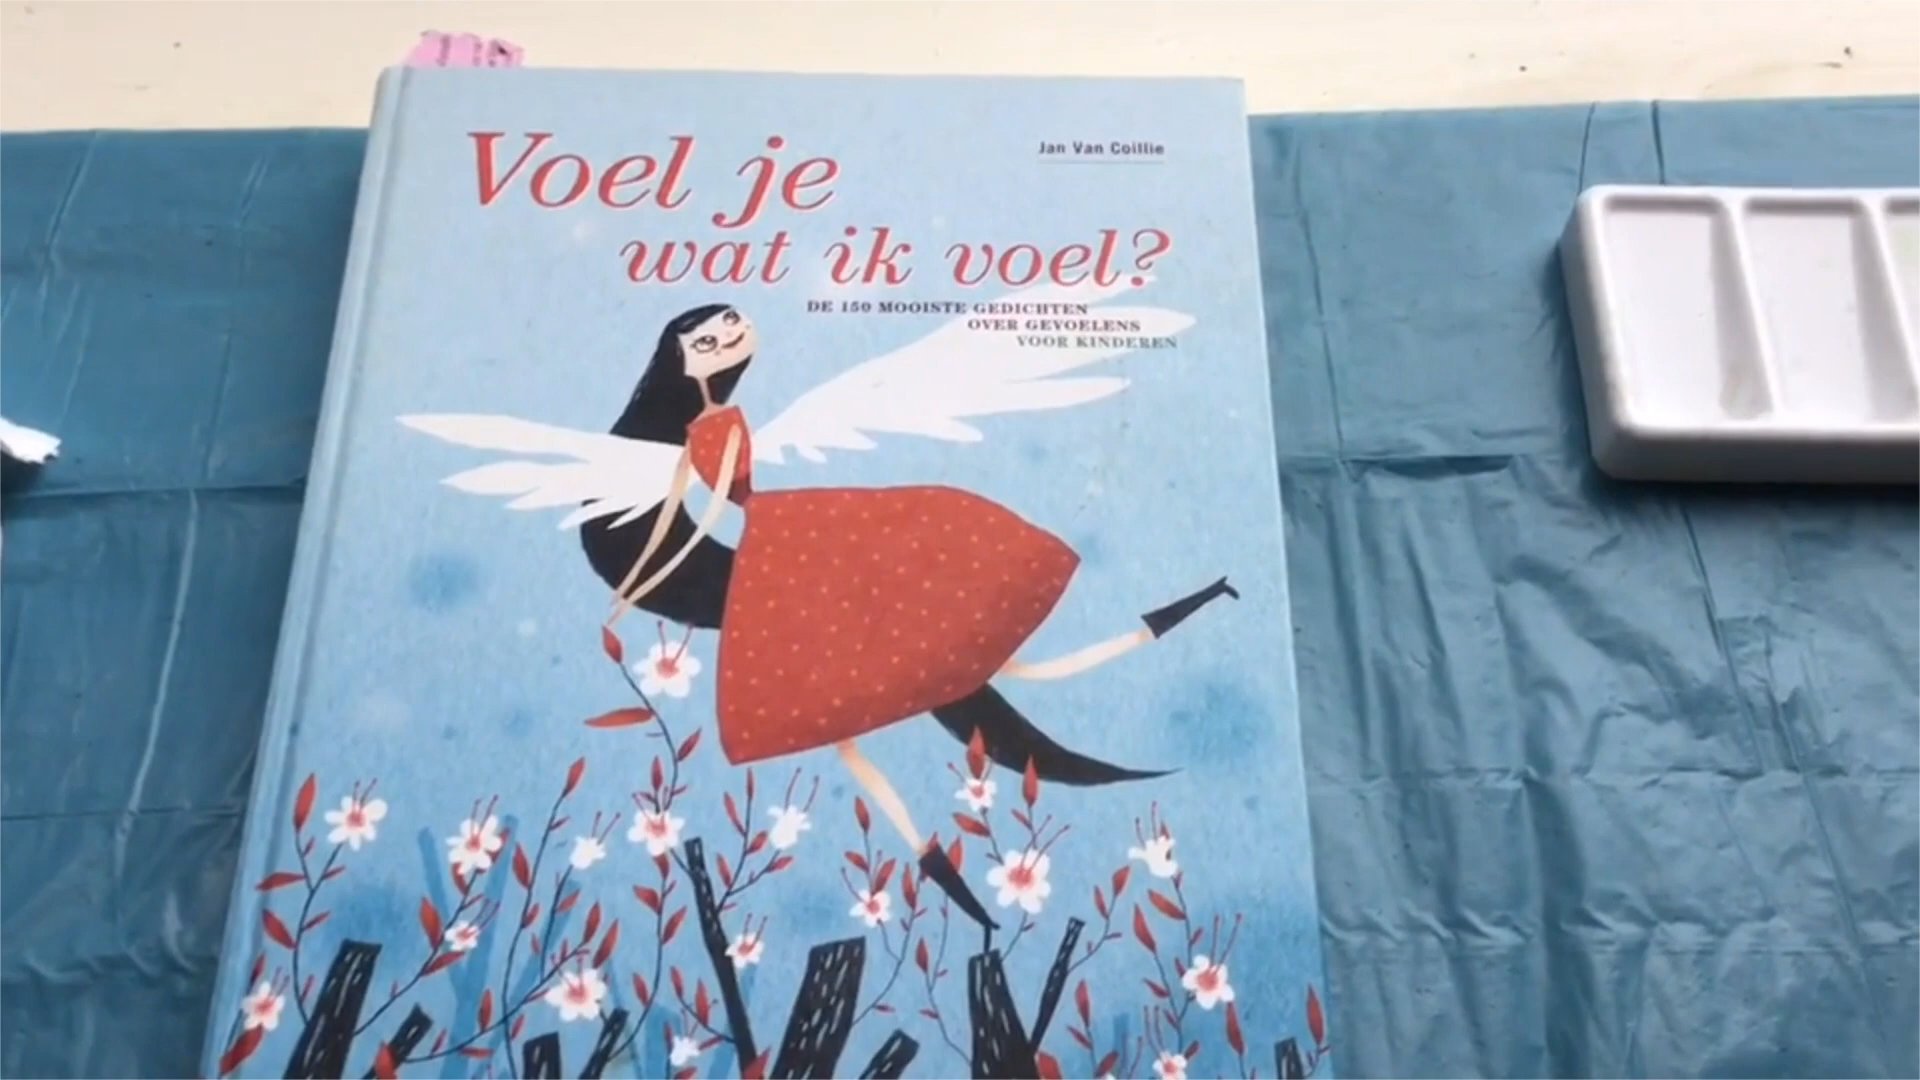 Jan Van Coillie
Voel je
wat ik voel?
DE 150 MOOISTE GEDICHTEN
OVER GEVOELENS
VOOR KINDEREN